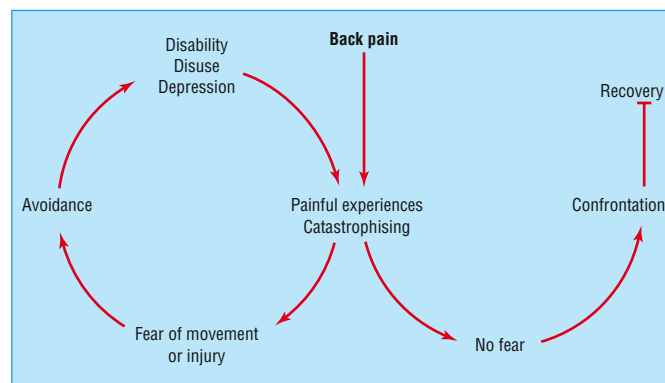 Back pain
Disability
Disuse
Depression
Recovery
Avoidance
Painful experiences
Catastrophising
Confrontation
Fear of movement
or injury
No fear